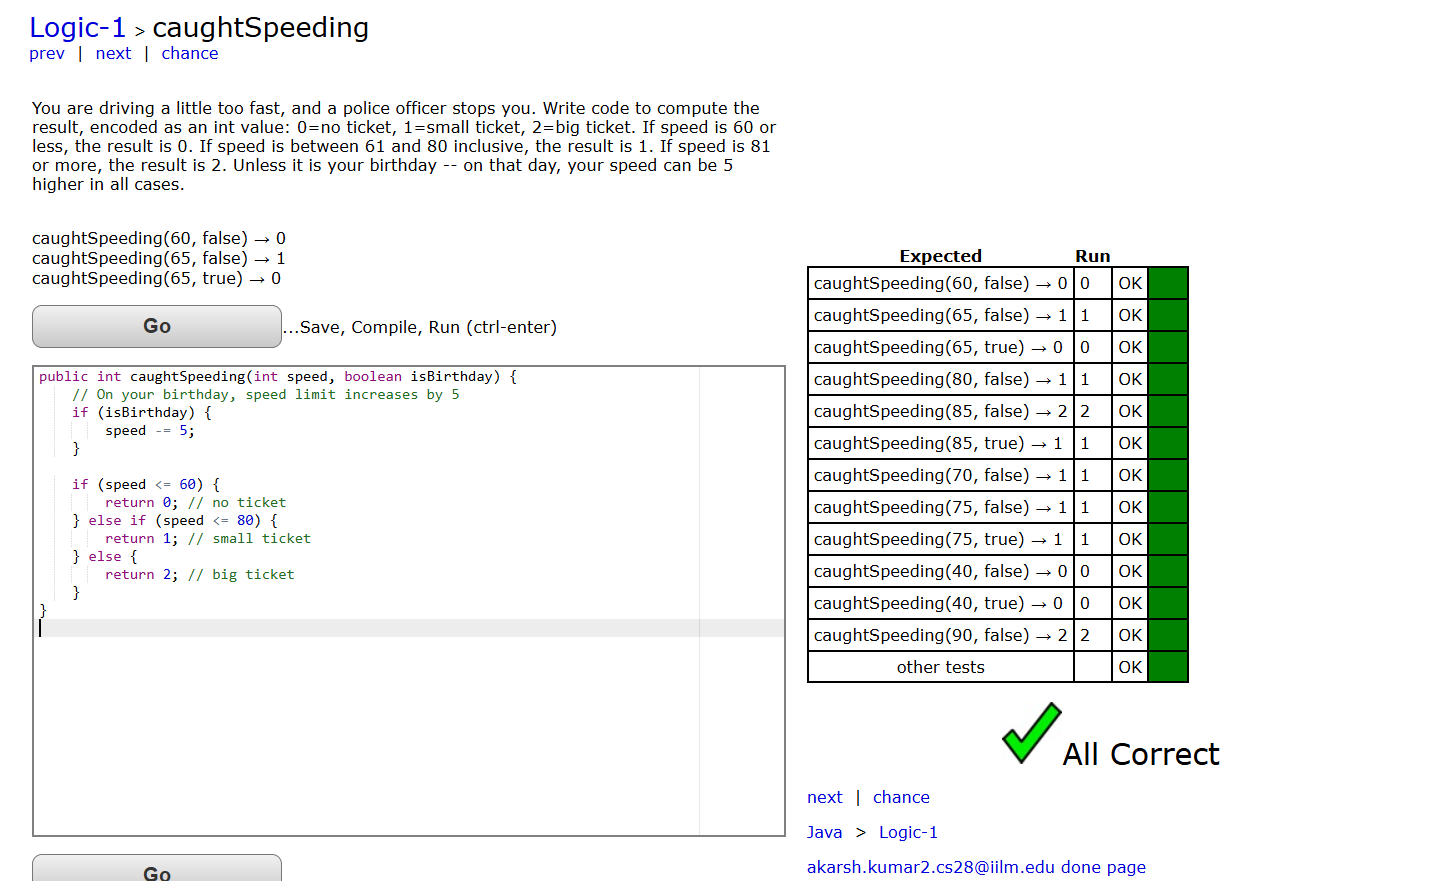 Logic-1 > caughtSpeeding
prev | next | chance
You are driving a little too fast, and a police officer stops you. Write code to compute the
result, encoded as an int value: 0=no ticket, 1=small ticket, 2=big ticket. If speed is 60 or
less, the result is 0. If speed is between 61 and 80 inclusive, the result is 1. If speed is 81
or more, the result is 2. Unless it is your birthday -- on that day, your speed can be 5
higher in all cases.
caughtSpeeding(60, false) → 0
caughtSpeeding(65, false) → 1
caughtSpeeding(65, true) → 0
Go ...Save, Compile, Run (ctrl-enter)
public int caughtSpeeding(int speed, boolean isBirthday) {
    // On your birthday, speed limit increases by 5
    if (isBirthday) {
        speed -= 5;
    }
    if (speed <= 60) {
        return 0; // no ticket
    } else if (speed <= 80) {
        return 1; // small ticket
    } else {
        return 2; // big ticket
    }
}
Go
Expected Run
caughtSpeeding(60, false) → 0 0 OK
caughtSpeeding(65, false) → 1 1 OK
caughtSpeeding(65, true) → 0 0 OK
caughtSpeeding(80, false) → 1 1 OK
caughtSpeeding(85, false) → 2 2 OK
caughtSpeeding(85, true) → 1 1 OK
caughtSpeeding(70, false) → 1 1 OK
caughtSpeeding(75, false) → 1 1 OK
caughtSpeeding(75, true) → 1 1 OK
caughtSpeeding(40, false) → 0 0 OK
caughtSpeeding(40, true) → 0 0 OK
caughtSpeeding(90, false) → 2 2 OK
other tests OK
All Correct
next | chance
Java > Logic-1
akarsh.kumar2.cs28@iilm.edu done page